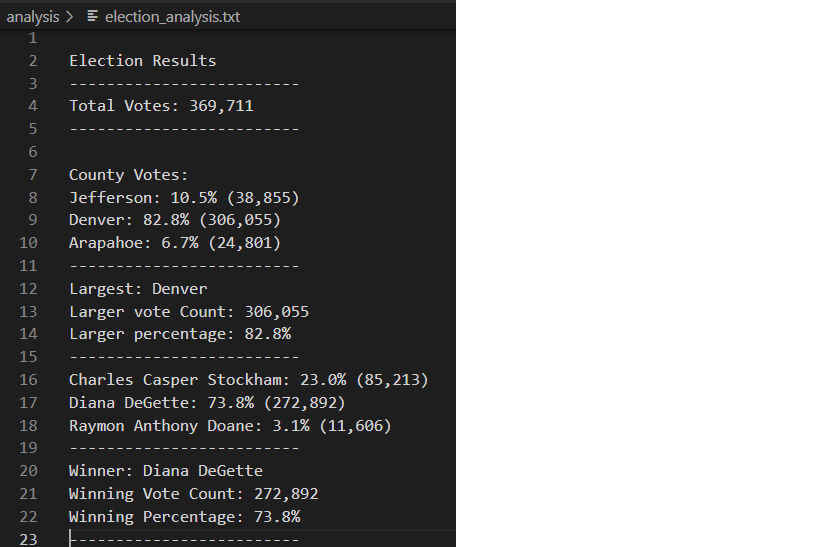 analysis > election_analysis.txt
1
2 Election Results
3 -------------------------
4 Total Votes: 369,711
5 -------------------------
6
7 County Votes:
8 Jefferson: 10.5% (38,855)
9 Denver: 82.8% (306,055)
10 Arapahoe: 6.7% (24,801)
11 -------------------------
12 Largest: Denver
13 Larger vote Count: 306,055
14 Larger percentage: 82.8%
15 -------------------------
16 Charles Casper Stockham: 23.0% (85,213)
17 Diana DeGette: 73.8% (272,892)
18 Raymon Anthony Doane: 3.1% (11,606)
19 -------------------------
20 Winner: Diana DeGette
21 Winning Vote Count: 272,892
22 Winning Percentage: 73.8%
23 -------------------------